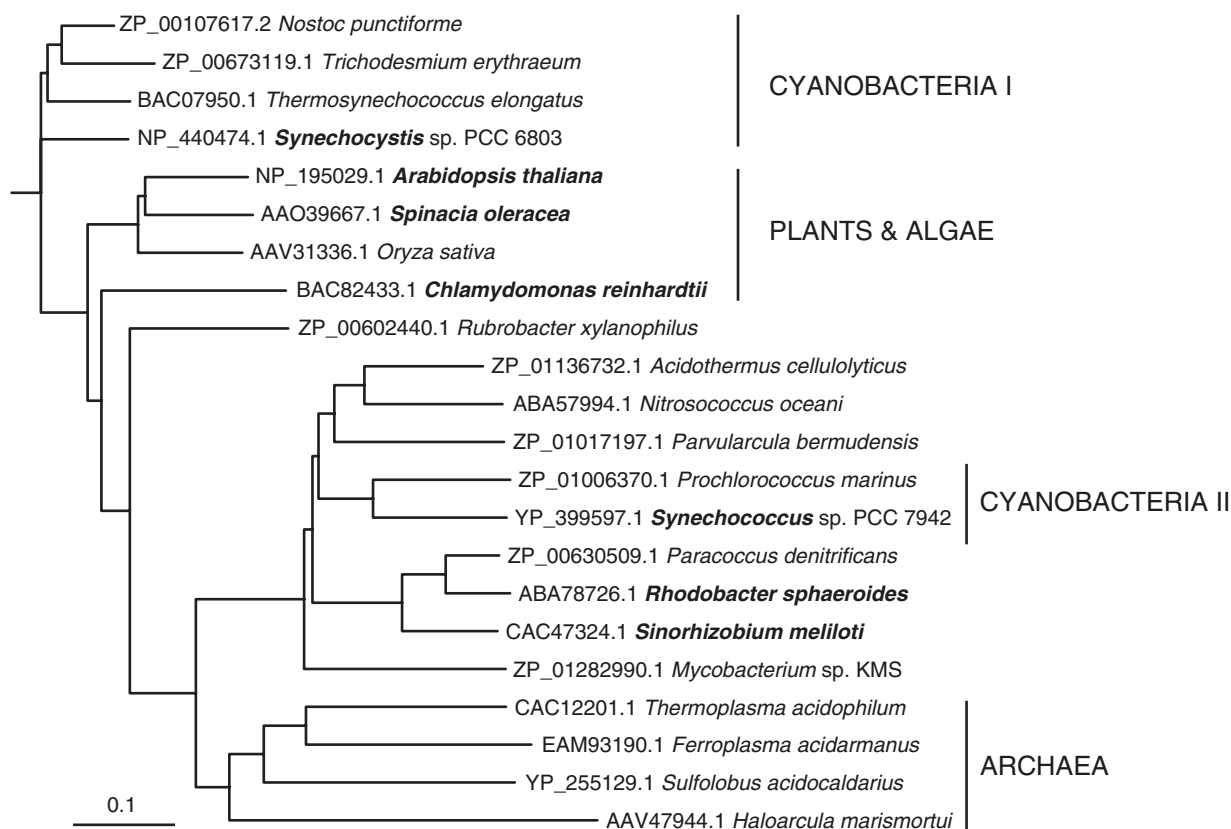 ZP_00107617.2 Nostoc punctiforme
ZP_00673119.1 Trichodesmium erythraeum
CYANOBACTERIA I
BAC07950.1 Thermosynechococcus elongatus
NP_440474.1 Synechocystis sp. PCC 6803
NP_195029.1 Arabidopsis thaliana
AAO39667.1 Spinacia oleracea
PLANTS & ALGAE
AAV31336.1 Oryza sativa
BAC82433.1 Chlamydomonas reinhardtii
ZP_00602440.1 Rubrobacter xylanophilus
ZP_01136732.1 Acidothermus cellulolyticus
ABA57994.1 Nitrosococcus oceani
ZP_01017197.1 Parvularcula bermudensis
ZP_01006370.1 Prochlorococcus marinus
CYANOBACTERIA II
YP_399597.1 Synechococcus sp. PCC 7942
ZP_00630509.1 Paracoccus denitrificans
ABA78726.1 Rhodobacter sphaeroides
CAC47324.1 Sinorhizobium meliloti
ZP_01282990.1 Mycobacterium sp. KMS
CAC12201.1 Thermoplasma acidophilum
EAM93190.1 Ferroplasma acidarmanus
ARCHAEA
YP_255129.1 Sulfolobus acidocaldarius
0.1
AAV47944.1 Haloarcula marismortui